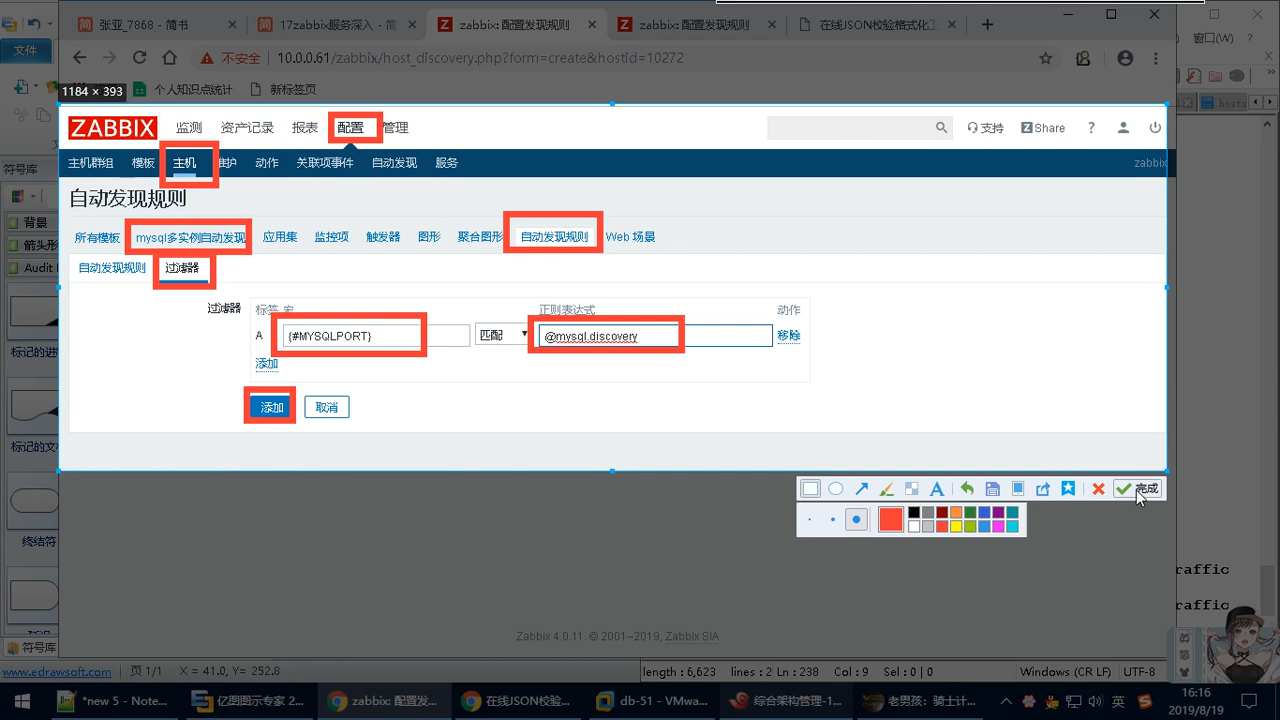 张亚_7868 - 简书
17zabbix服务深入 - 简
zabbix: 配置发现规则
zabbix: 配置发现规则
在线JSON校验格式化工
窗口(W)
文件
不安全
10.0.0.61/zabbix/host_discovery.php?form=create&hostid=10272
个人知识点统计
新标签页
1184 × 393
hosts
ZABBIX
监测
资产记录
报表
配置
管理
支持
Share
?
主机群组
模板
主机
维护
动作
关联项事件
自动发现
服务
zabbix
符号库
自动发现规则
背景
所有模板
mysql多实例自动发现
应用集
监控项
触发器
图形
聚合图形
自动发现规则
Web 场景
箭头形
Audit
自动发现规则
过滤器
过滤器
标签
宏
正则表达式
动作
A
{#MYSQLPORT}
匹配
@mysql.discovery
移除
添加
标记的进
添加
取消
标记的文
完成
终结符
raffic
raffic
Zabbix 4.0.11. © 2001–2019, Zabbix SIA
符号库
www.edrawsoft.com
页 1/1
X = 41.0, Y= 252.8
length : 6,623
lines : 2
Ln : 238
Col : 9
Sel : 0 | 0
Windows (CR LF)
UTF-8
*new 5 - Note...
亿图图示专家 2...
zabbix: 配置发...
在线JSON校验...
db-51 - VMwa...
综合架构管理-1...
老男孩：骑士计...
英
16:16
2019/8/19